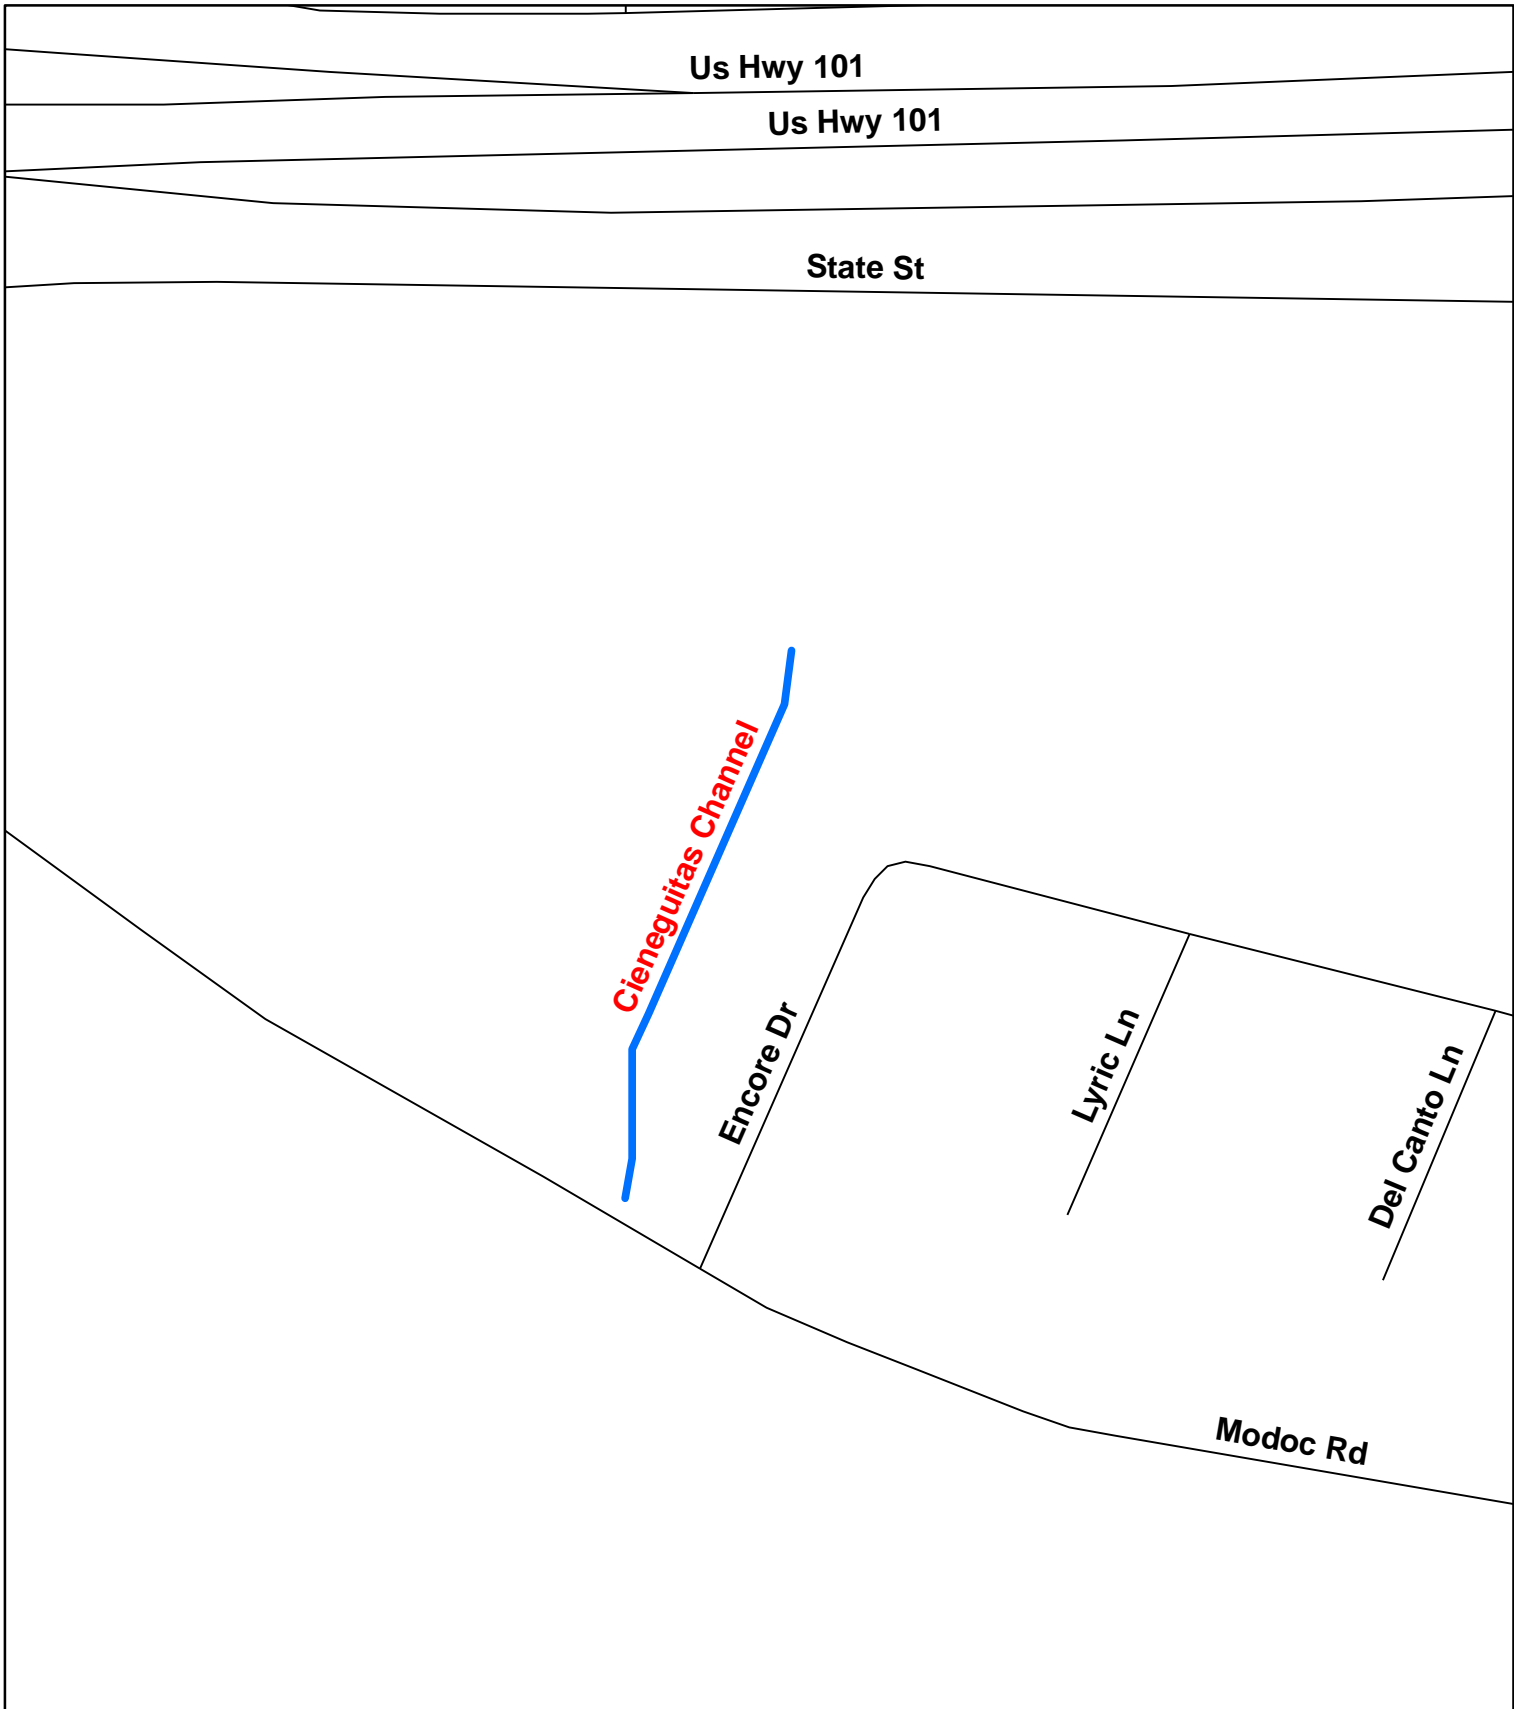 Us Hwy 101
Us Hwy 101
State St
Cieneguitas Channel
Encore Dr
Lyric Ln
Del Canto Ln
Modoc Rd